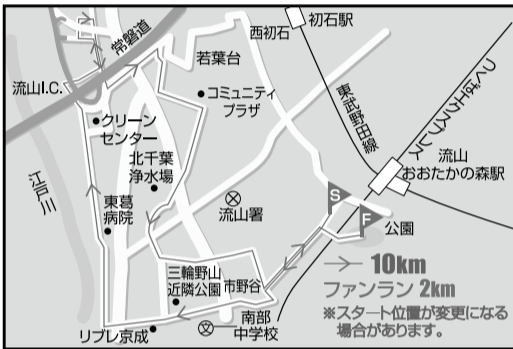 常磐道
初石駅
西初石
若葉台
流山I.C.
コミュニティ
プラザ
東武野田線
つくばエクスプレス
クリーン
センター
北千葉
浄水場
流山
おおたかの森駅
江戸川
東葛
病院
流山署
S
F
公園
三輪野山
近隣公園
市野谷
10km
ファンラン 2km
※スタート位置が変更になる
場合があります。
リブレ京成
文
南部
中学校